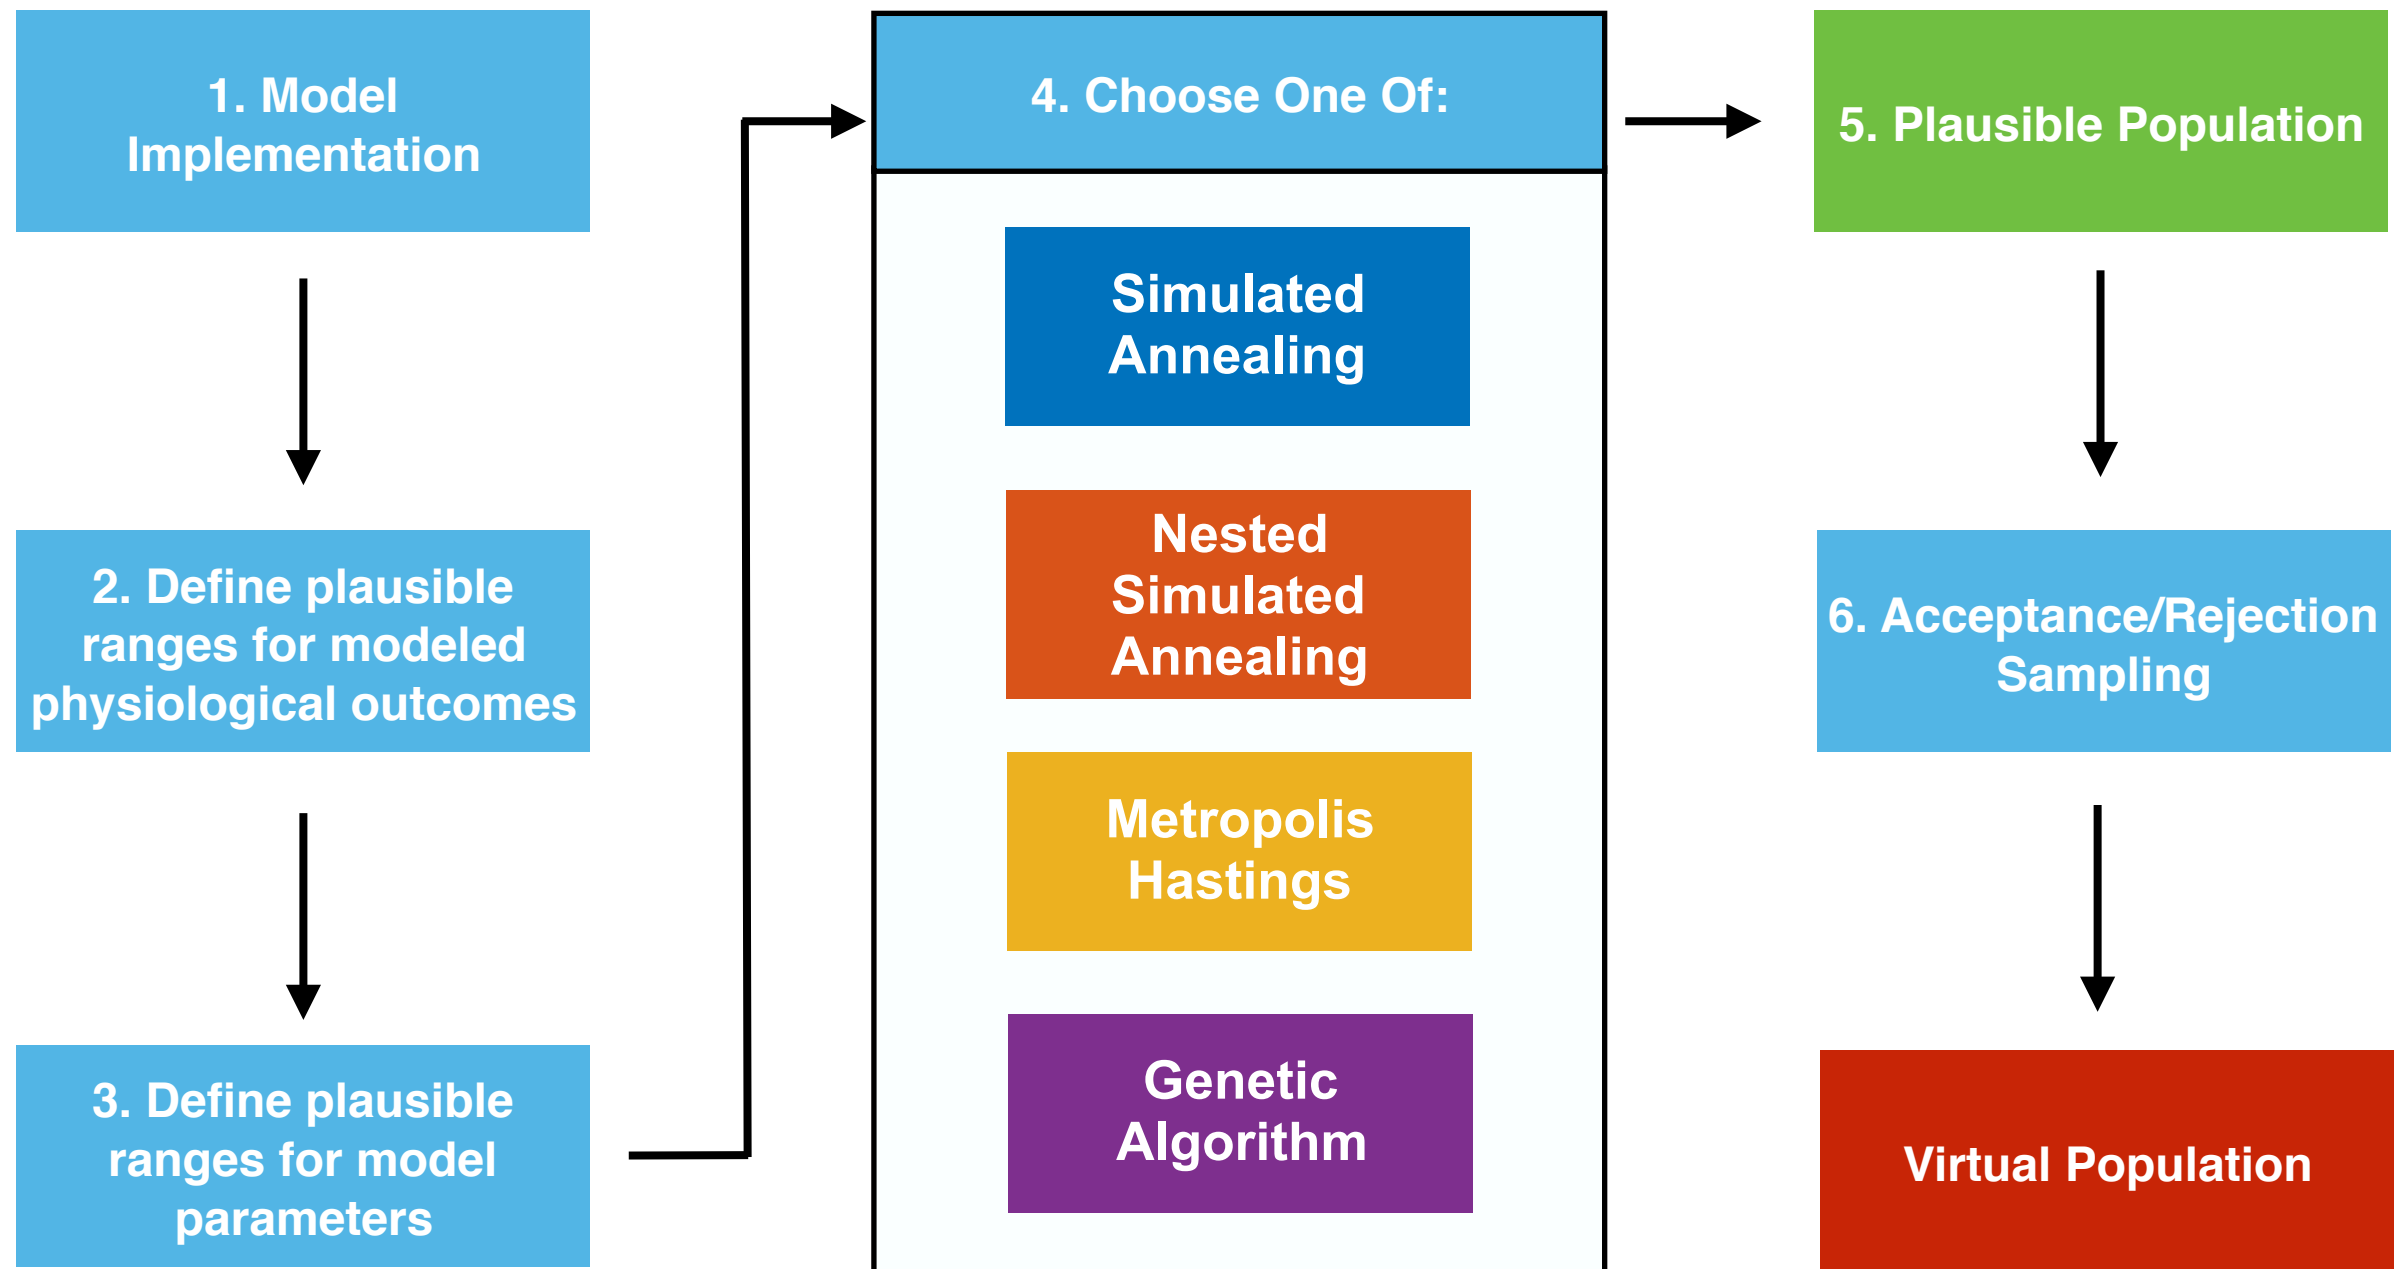 1. Model
Implementation
2. Define plausible
ranges for modeled
physiological outcomes
3. Define plausible
ranges for model
parameters
4. Choose One Of:
Simulated
Annealing
Nested
Simulated
Annealing
Metropolis
Hastings
Genetic
Algorithm
5. Plausible Population
6. Acceptance/Rejection
Sampling
Virtual Population